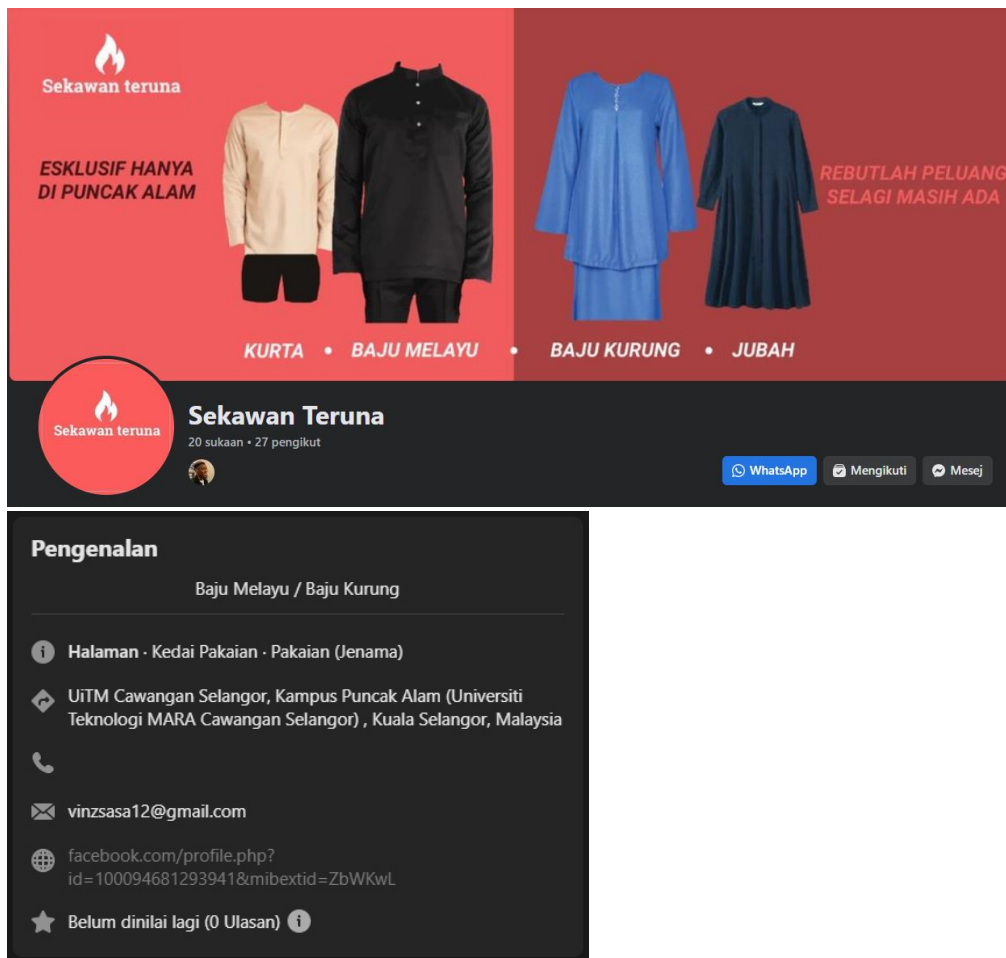 Sekawan teruna
ESKLUSIF HANYA
DI PUNCAK ALAM
REBUTLAH PELUANG
SELAGI MASIH ADA
KURTA • BAJU MELAYU • BAJU KURUNG • JUBAH
Sekawan teruna
Sekawan Teruna
20 sukaan • 27 pengikut
WhatsApp
Mengikuti
Mesej
Pengenalan
Baju Melayu / Baju Kurung
Halaman · Kedai Pakaian · Pakaian (Jenama)
UiTM Cawangan Selangor, Kampus Puncak Alam (Universiti
Teknologi MARA Cawangan Selangor) , Kuala Selangor, Malaysia
vinzsasa12@gmail.com
facebook.com/profile.php?
id=100094681293941&mibextid=ZbWKwL
Belum dinilai lagi (0 Ulasan)